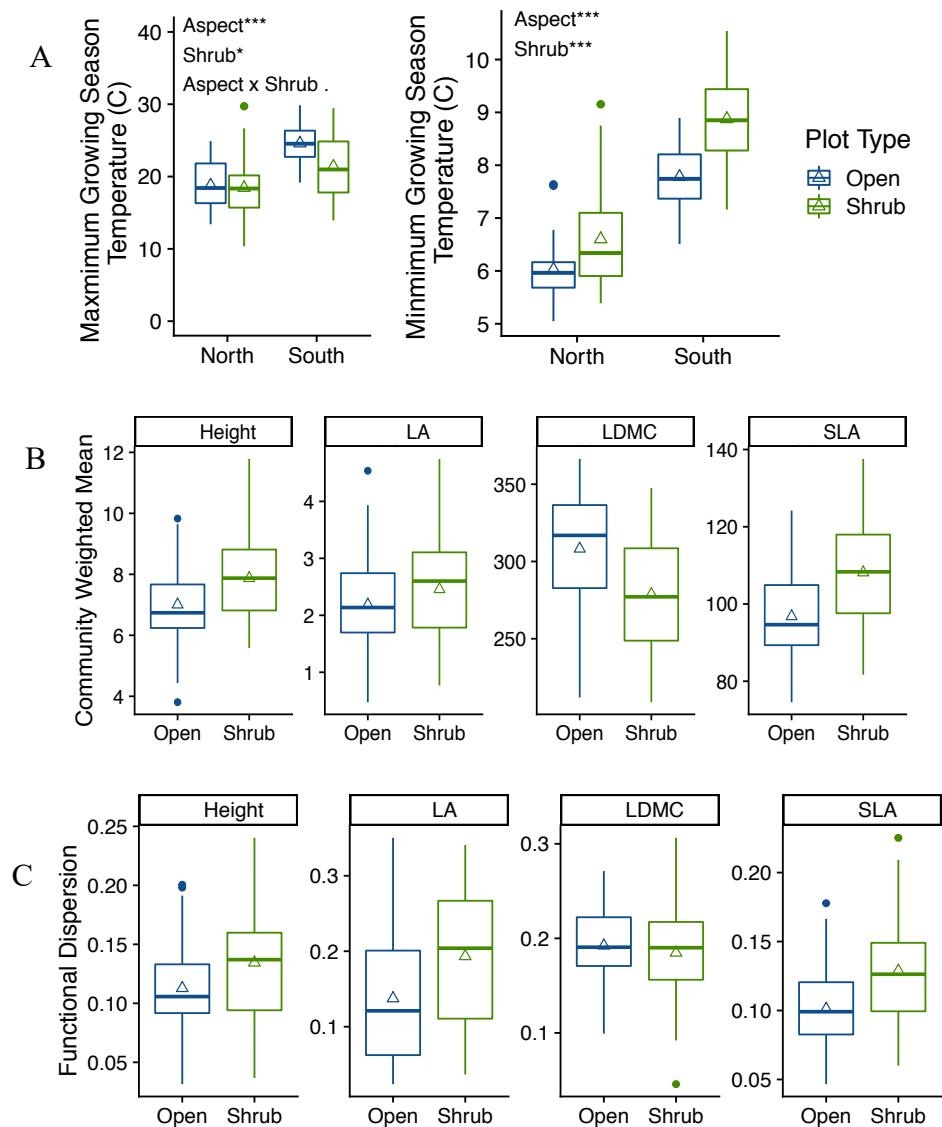 A
Maxmimum Growing Season
Temperature (C)
40
30
20
10
0
Aspect***
Shrub*
Aspect x Shrub .
North
South
Minmimum Growing Season
Temperature (C)
10
9
8
7
6
5
Aspect***
Shrub***
North
South
Plot Type
Open
Shrub
B
Community Weighted Mean
Height
12
10
8
6
4
Open
Shrub
LA
4
3
2
1
Open
Shrub
LDMC
350
300
250
Open
Shrub
SLA
140
120
100
80
Open
Shrub
C
Functional Dispersion
Height
0.25
0.20
0.15
0.10
0.05
Open
Shrub
LA
0.3
0.2
0.1
Open
Shrub
LDMC
0.3
0.2
0.1
Open
Shrub
SLA
0.20
0.15
0.10
0.05
Open
Shrub